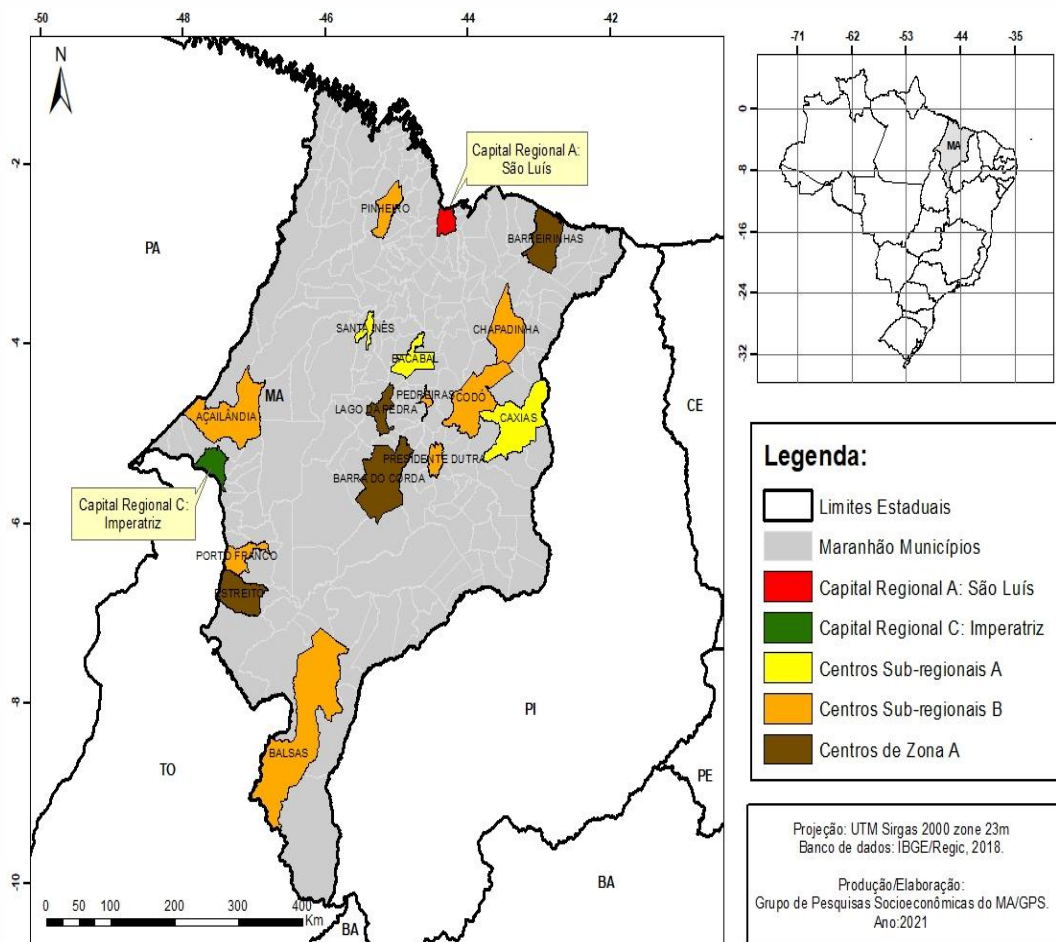 -50
-48
-46
-44
-42
N
-2
-4
-6
-8
-10
Capital Regional A:
São Luís
PINHEIRO
BARREIRINHAS
PA
SANTA INÊS
CHAPADINHA
BACABAL
MA
PEDREIRAS
CODÓ
LAGO DA PEDRA
AÇAILÂNDIA
CAXIAS
CE
PRESIDENTE DUTRA
BARRA DO CORDA
Capital Regional C:
Imperatriz
PORTO FRANCO
ESTREITO
PI
BALSAS
TO
PE
BA
BA
0 50 100 200 300 400
Km
-71
-62
-53
-44
-35
0
-8
-16
-24
-32
MA
Legenda:
Limites Estaduais
Maranhão Municípios
Capital Regional A: São Luís
Capital Regional C: Imperatriz
Centros Sub-regionais A
Centros Sub-regionais B
Centros de Zona A
Projeção: UTM Sirgas 2000 zone 23m
Banco de dados: IBGE/Regic, 2018.
Produção/Elaboração:
Grupo de Pesquisas Socioeconômicas do MA/GPS.
Ano:2021